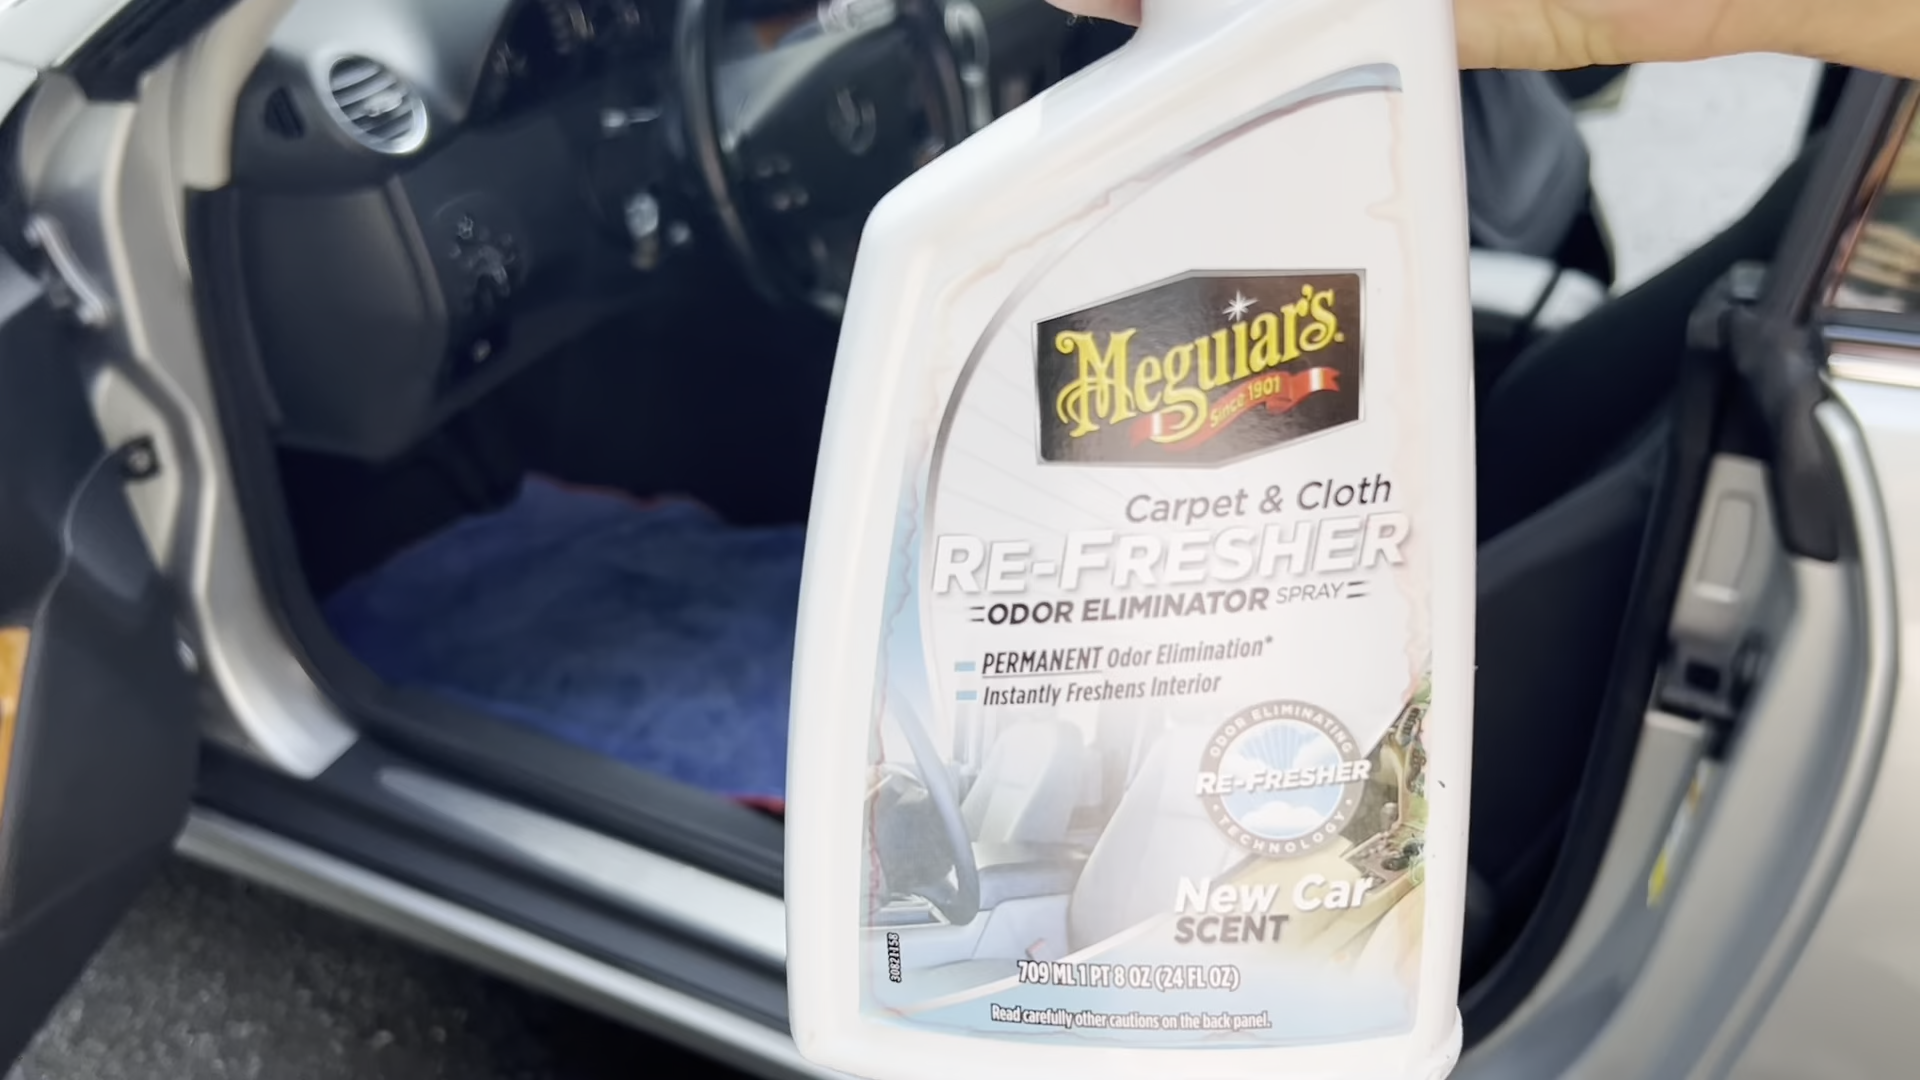 Meguiar's
Since 1901
Carpet & Cloth
RE-FRESHER
=ODOR ELIMINATOR SPRAY=
PERMANENT Odor Elimination*
Instantly Freshens Interior
ODOR ELIMINATING
RE-FRESHER
TECHNOLOGY
New Car
SCENT
709 ML 1 PT 8 OZ (24 FL OZ)
Read carefully other cautions on the back panel.